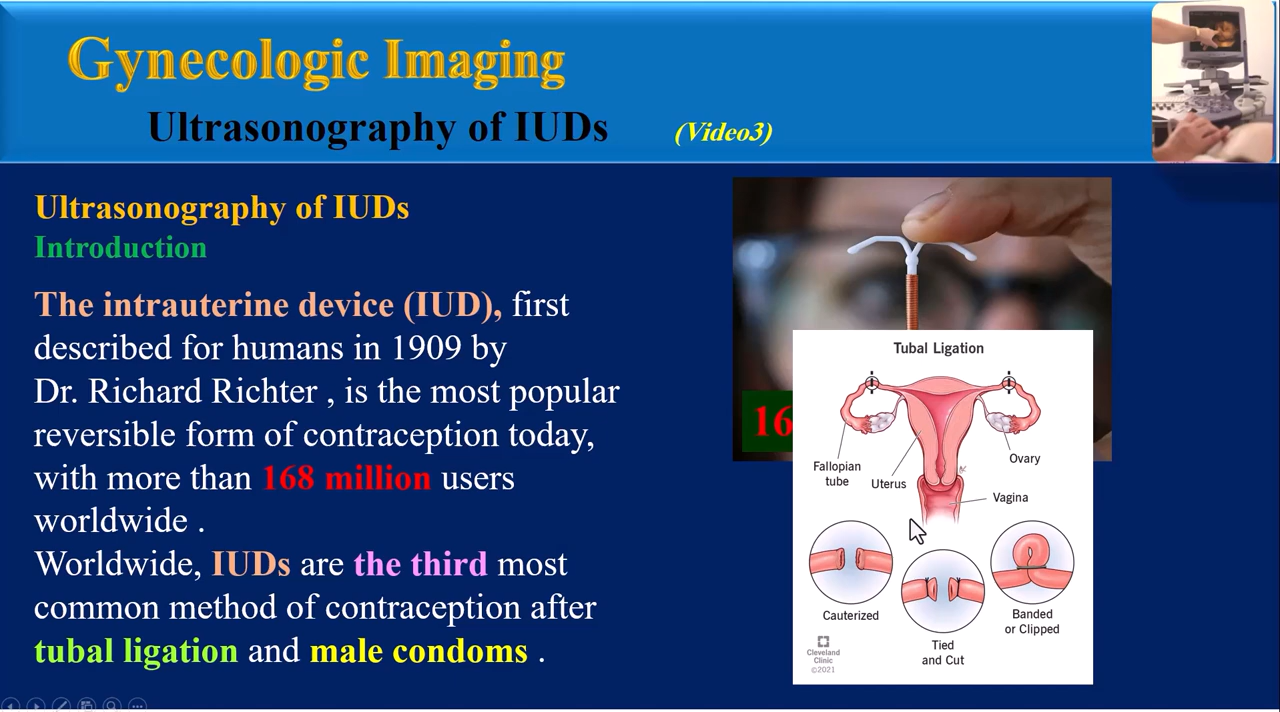 Gynecologic Imaging
Ultrasonography of IUDs (Video3)
Ultrasonography of IUDs
Introduction
The intrauterine device (IUD), first
described for humans in 1909 by
Dr. Richard Richter , is the most popular
reversible form of contraception today,
with more than 168 million users
worldwide .
Worldwide, IUDs are the third most
common method of contraception after
tubal ligation and male condoms .
16
Tubal Ligation
Fallopian
tube
Uterus
Ovary
Vagina
Cauterized
Tied
and Cut
Banded
or Clipped
Cleveland
Clinic
©2021